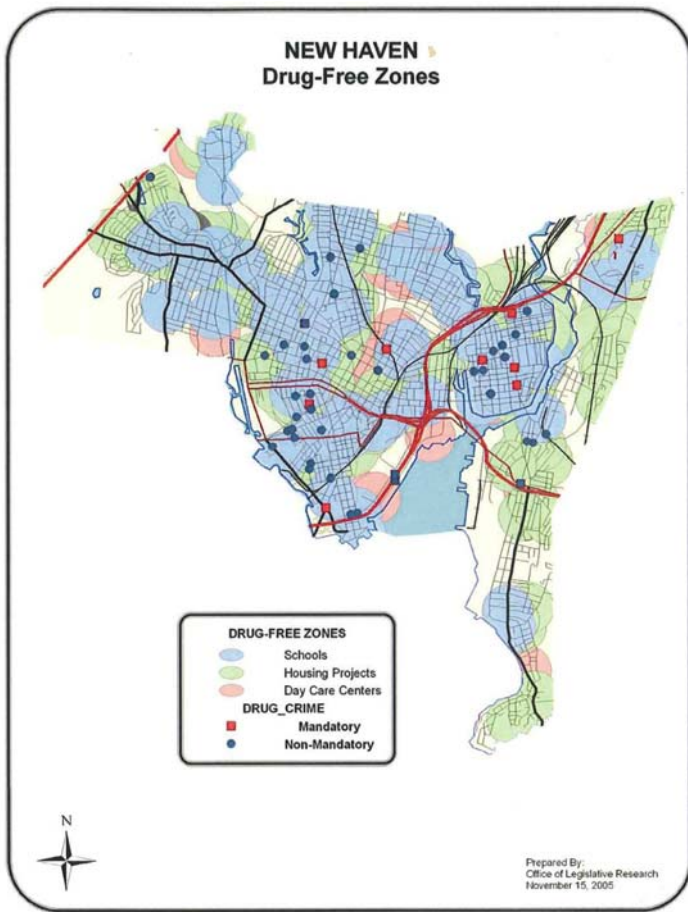 NEW HAVEN
Drug-Free Zones
DRUG-FREE ZONES
Schools
Housing Projects
Day Care Centers
DRUG_CRIME
Mandatory
Non-Mandatory
N
Prepared By:
Office of Legislative Research
November 15, 2005